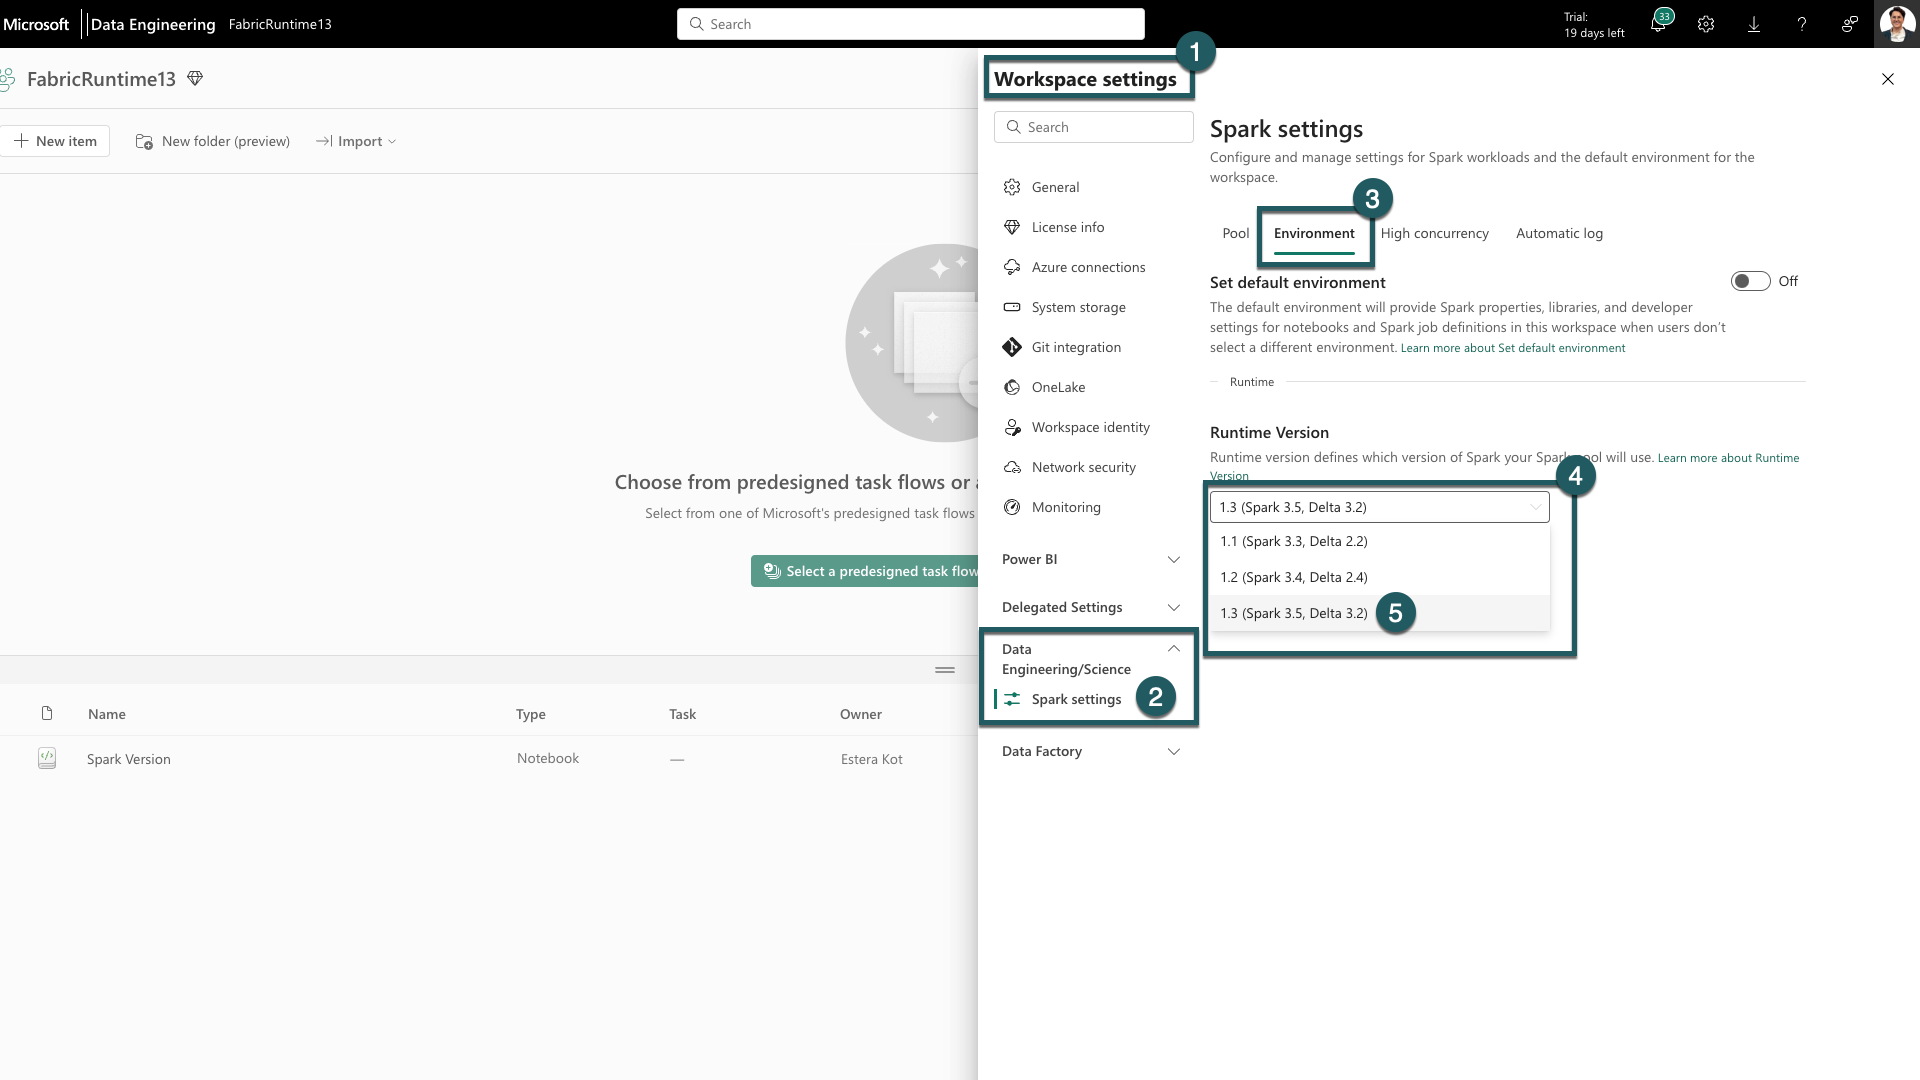 Microsoft
Data Engineering
FabricRuntime13
Search
Trial:
19 days left
33
FabricRuntime13
New item
New folder (preview)
Import
Choose from predesigned task flows or
Select from one of Microsoft's predesigned task flows
Select a predesigned task flow
Name
Type
Task
Owner
Spark Version
Notebook
—
Estera Kot
1
Workspace settings
Search
General
License info
Azure connections
System storage
Git integration
OneLake
Workspace identity
Network security
Monitoring
Power BI
Delegated Settings
Data
Engineering/Science
Spark settings
2
Data Factory
Spark settings
Configure and manage settings for Spark workloads and the default environment for the
workspace.
3
Pool
Environment
High concurrency
Automatic log
Set default environment
Off
The default environment will provide Spark properties, libraries, and developer
settings for notebooks and Spark job definitions in this workspace when users don't
select a different environment. Learn more about Set default environment
Runtime
Runtime Version
Runtime version defines which version of Spark your Spark pool will use. Learn more about Runtime
Version
4
1.3 (Spark 3.5, Delta 3.2)
1.1 (Spark 3.3, Delta 2.2)
1.2 (Spark 3.4, Delta 2.4)
1.3 (Spark 3.5, Delta 3.2)
5